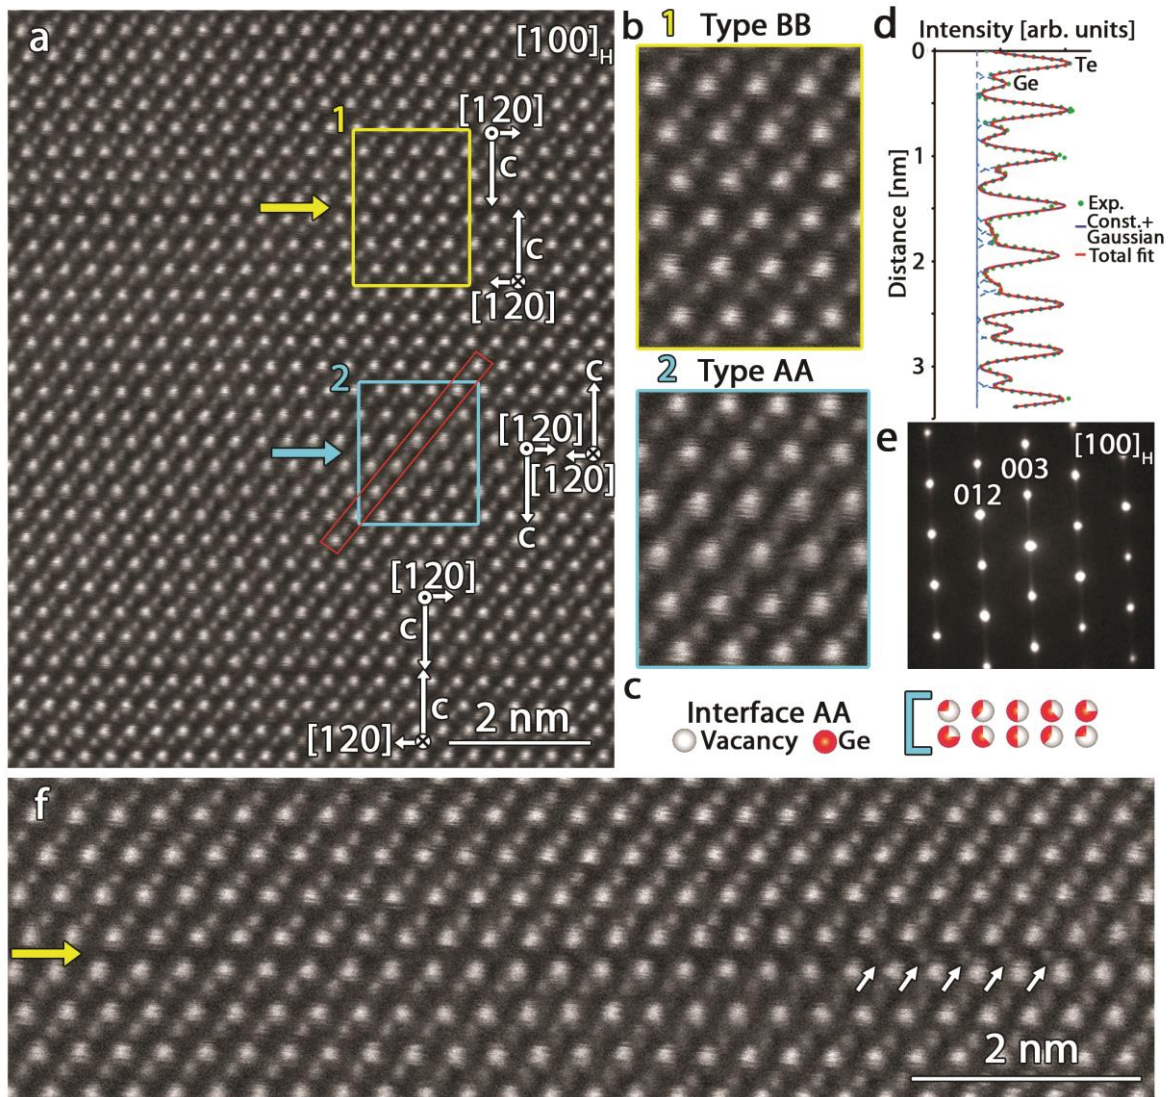 a
[100]H
1
[120]
C
C
[120]
2
C
[120]
[120]
C
[120]
C
C
[120]
2 nm
b
1 Type BB
2 Type AA
c
Interface AA
Vacancy Ge
d
Intensity [arb. units]
0
Te
Ge
1
2
3
Distance [nm]
Exp.
Const.+
Gaussian
Total fit
e
[100]H
003
012
f
2 nm